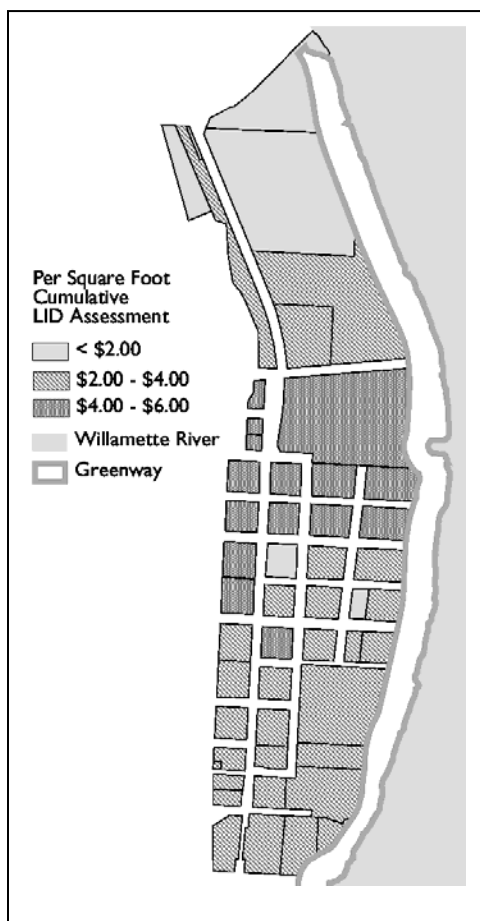 Per Square Foot
Cumulative
LID Assessment
< $2.00
$2.00 - $4.00
$4.00 - $6.00
Willamette River
Greenway